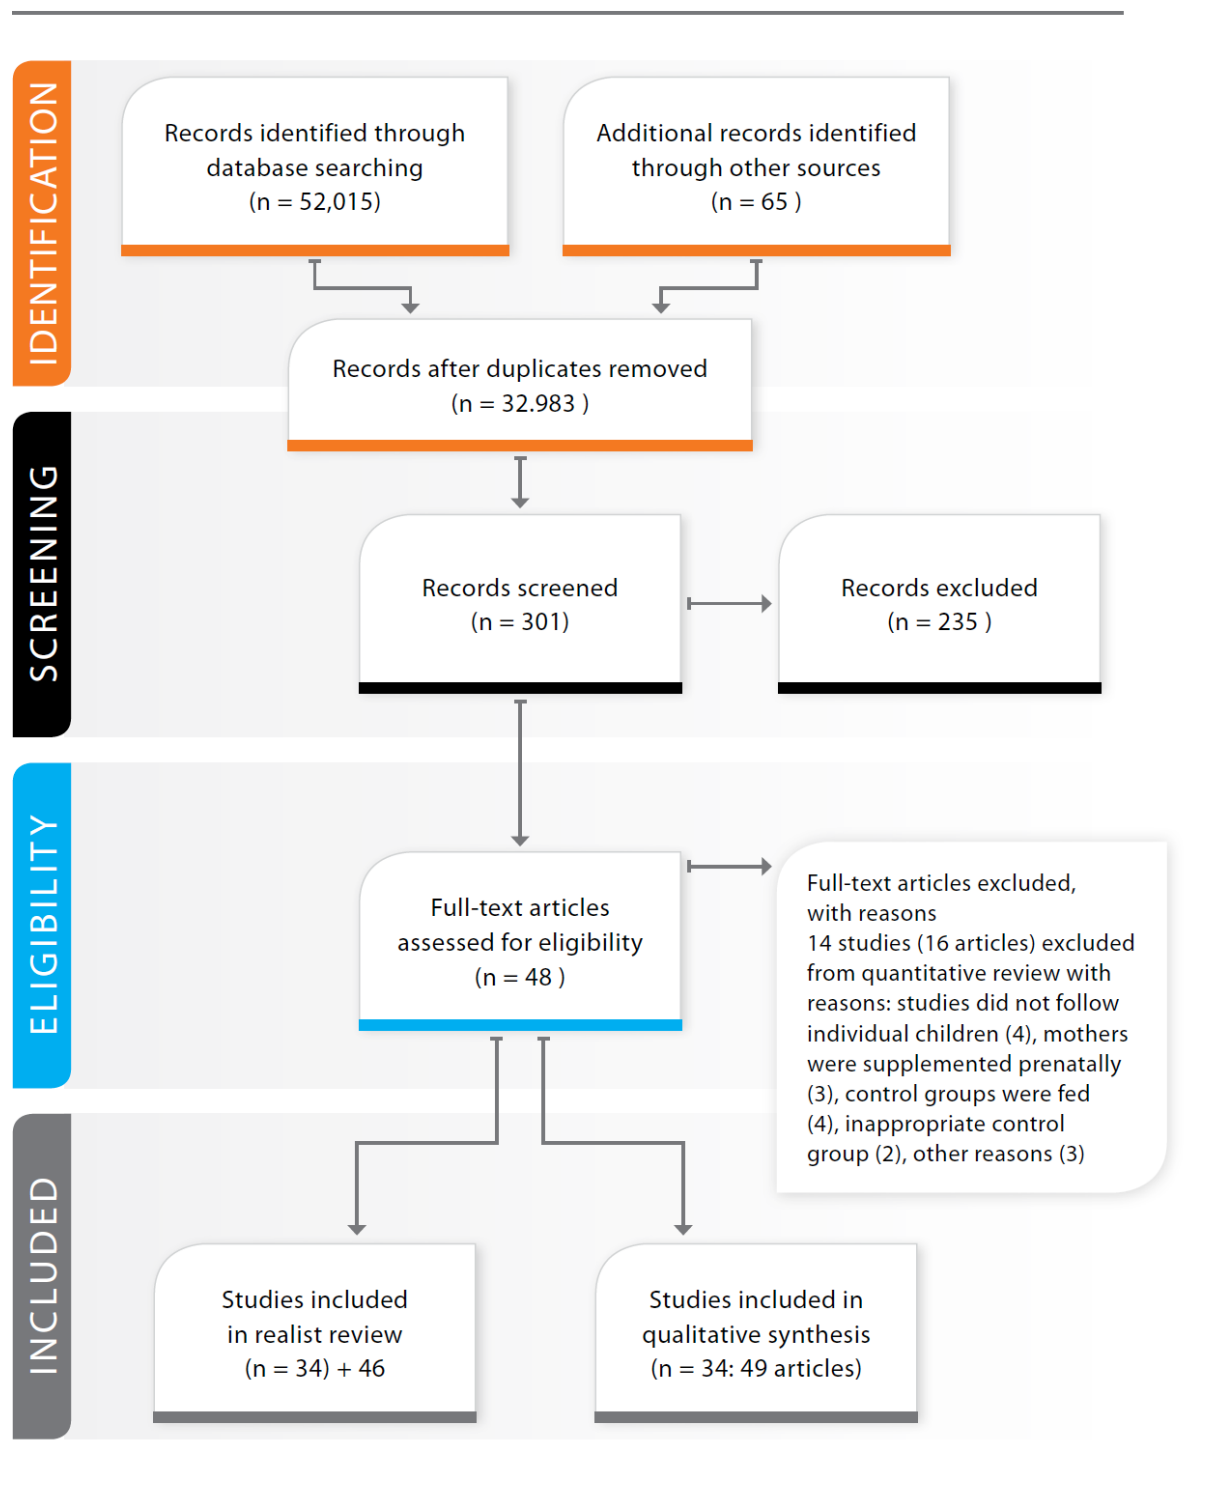 IDENTIFICATION
Records identified through
database searching
(n = 52,015)
Additional records identified
through other sources
(n = 65 )
Records after duplicates removed
(n = 32.983 )
SCREENING
Records screened
(n = 301)
Records excluded
(n = 235 )
ELIGIBILITY
Full-text articles
assessed for eligibility
(n = 48 )
Full-text articles excluded,
with reasons
14 studies (16 articles) excluded
from quantitative review with
reasons: studies did not follow
individual children (4), mothers
were supplemented prenatally
(3), control groups were fed
(4), inappropriate control
group (2), other reasons (3)
INCLUDED
Studies included
in realist review
(n = 34) + 46
Studies included in
qualitative synthesis
(n = 34: 49 articles)